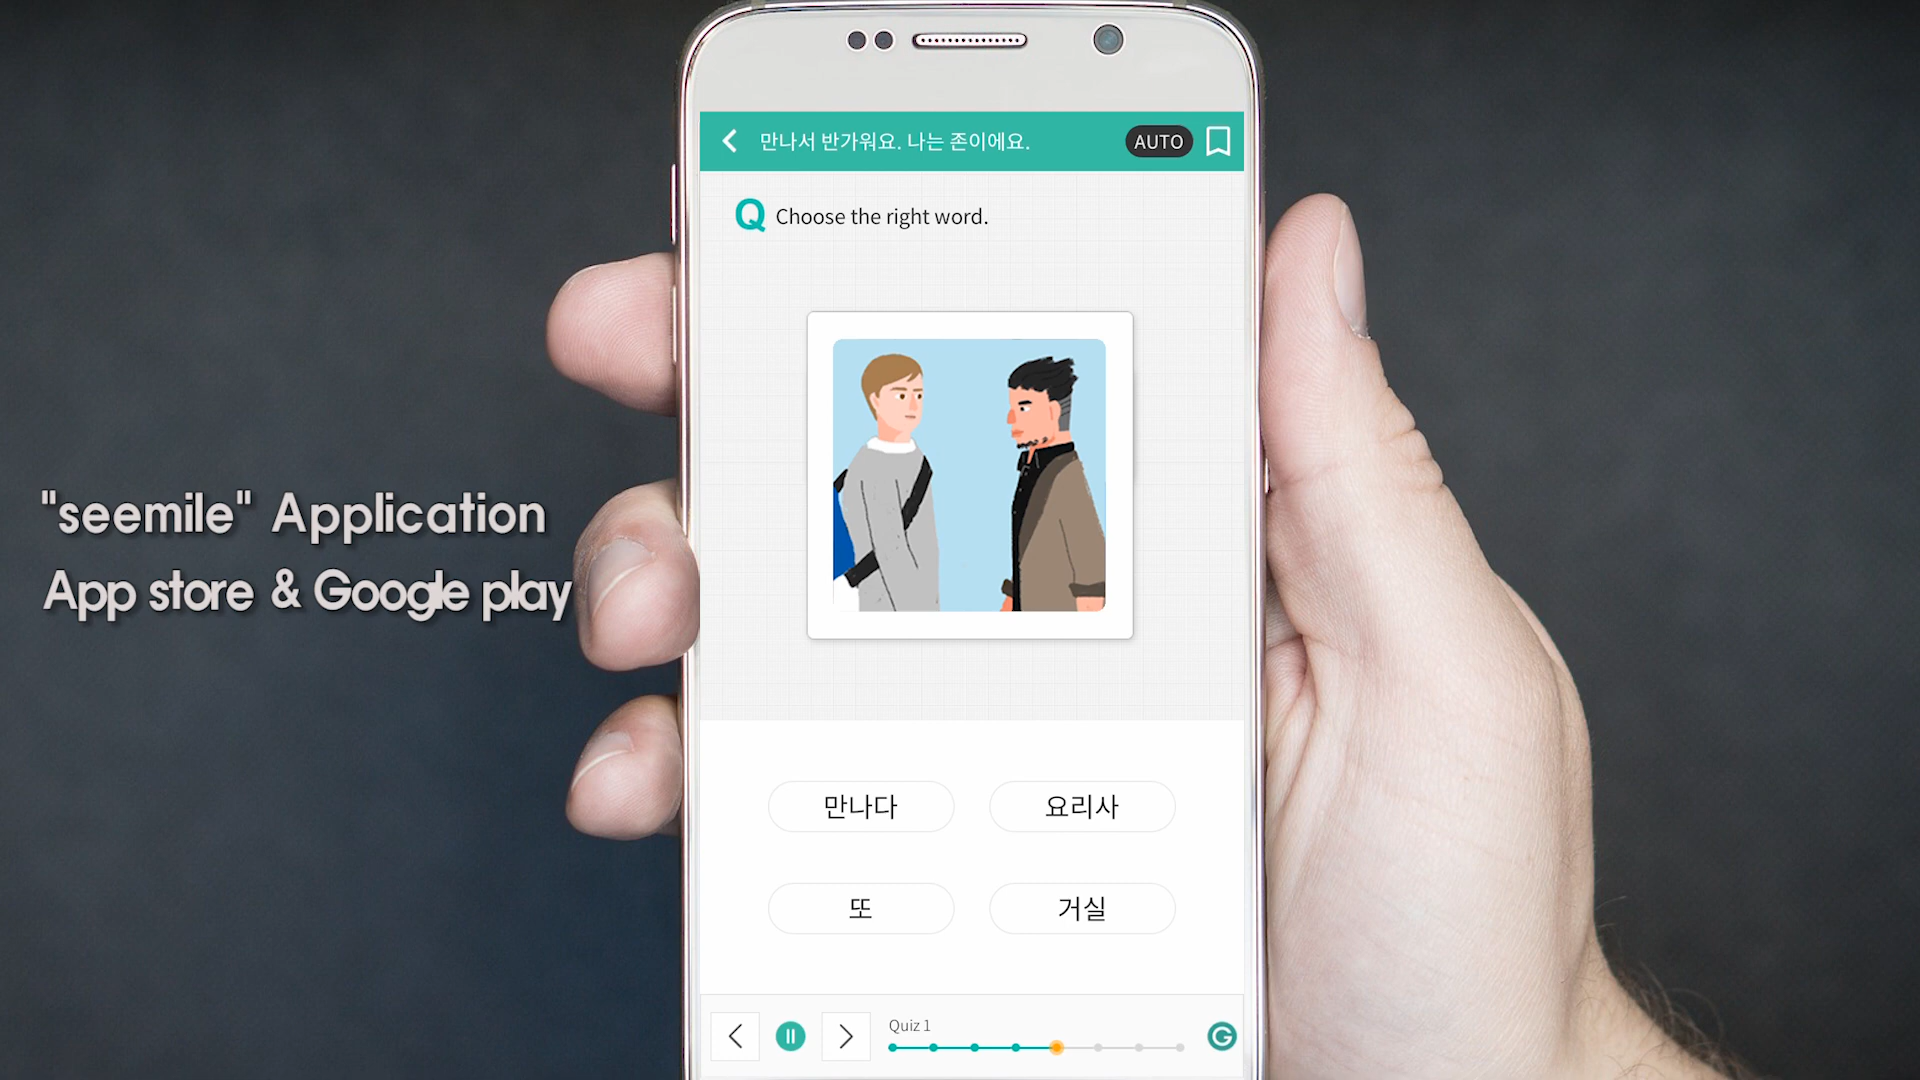 만나서 반가워요. 나는 존이에요.
AUTO
Q Choose the right word.
"seemile" Application
App store & Google play
만나다
요리사
또
거실
Quiz 1
G